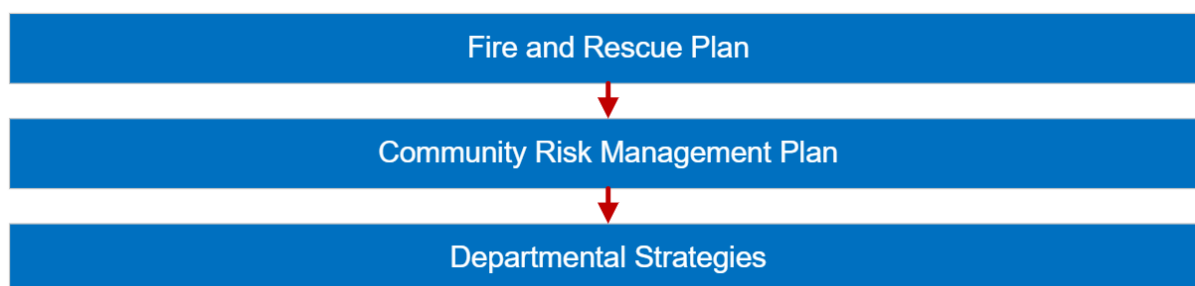 Fire and Rescue Plan
Community Risk Management Plan
Departmental Strategies